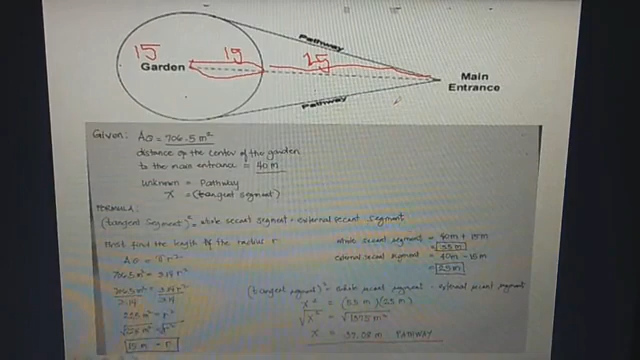 Pathway
15
19
25
Garden
Main
Entrance
Pathway
Given: A⊙ = 706.5 m²
distance of the center of the garden
to the main entrance = 40 m
unknown = Pathway
x = (tangent segment)
FORMULA:
(tangent segment)² = whole secant segment · external secant segment
First find the length of the radius r
A⊙ = π r²
706.5 m² = 3.14 r²
706.5 m² = 3.14 r²
3.14 3.14
225 m² = r²
√225 m² = √r²
15 m = r
whole secant segment = 40 m + 15 m
= 55 m
external secant segment = 40 m - 15 m
= 25 m
(tangent segment)² = whole secant segment · external secant segment
x² = (55 m)(25 m)
√x² = √1375 m²
x = 37.08 m - PATHWAY